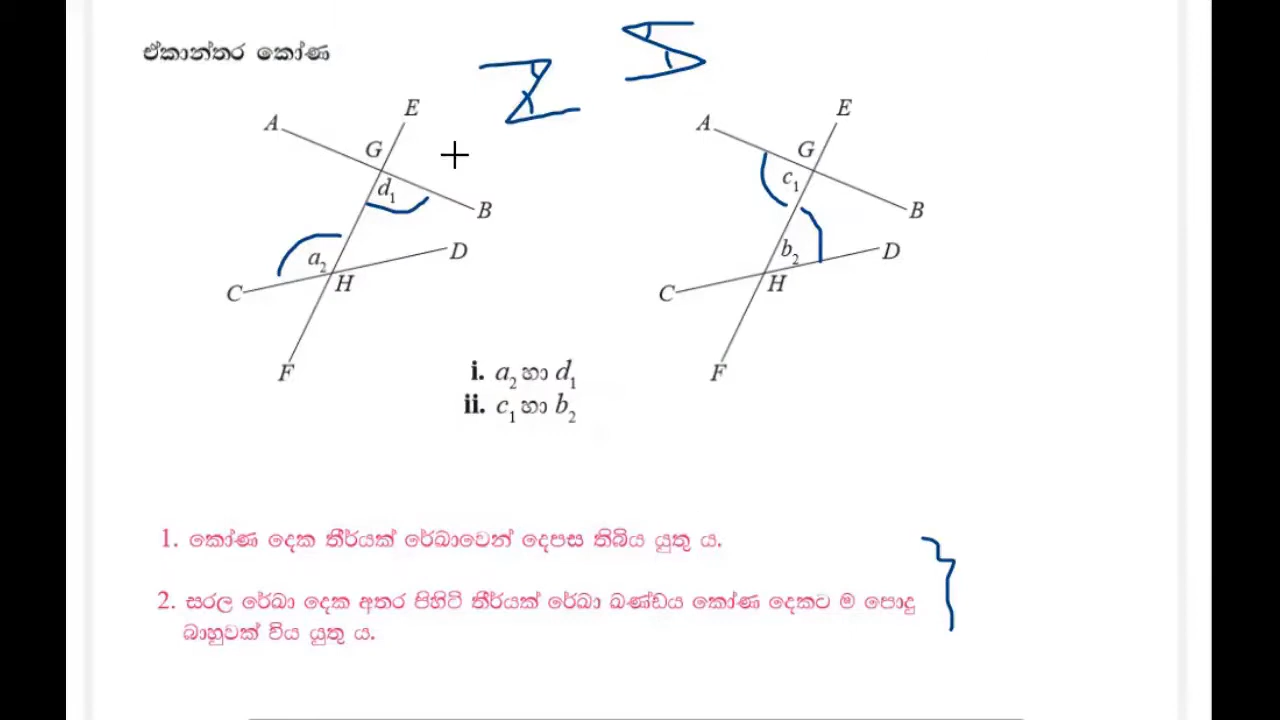 ඒකාන්තර කෝණ
A
E
G
d₁
B
a₂
D
C
H
F
A
E
G
c₁
B
b₂
D
C
H
F
i. a₂ හා d₁
ii. c₁ හා b₂
1. කෝණ දෙක තීර්යක් රේඛාවෙන් දෙපස තිබිය යුතු ය.
2. සරල රේඛා දෙක අතර පිහිටි තීර්යක් රේඛා ඛණ්ඩය කෝණ දෙකට ම පොදු
බාහුවක් විය යුතු ය.